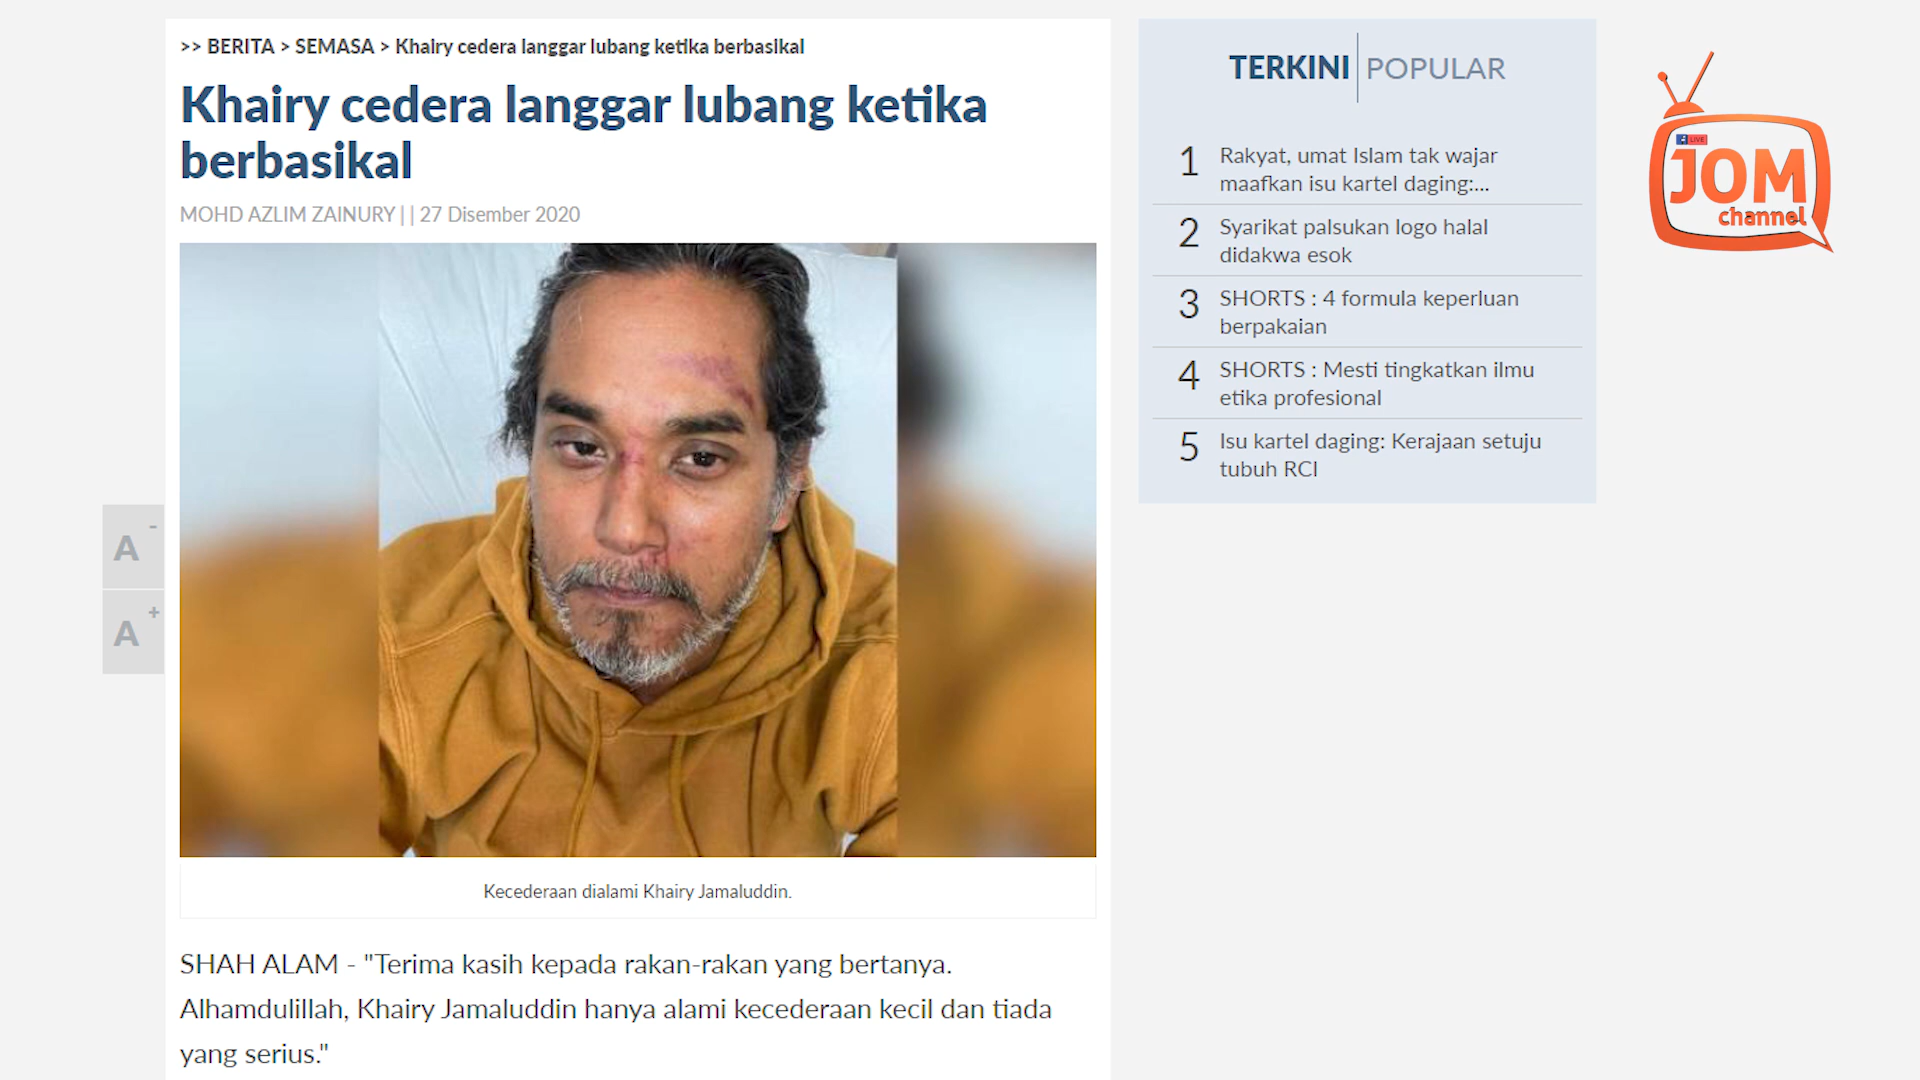 >> BERITA > SEMASA > Khairy cedera langgar lubang ketika berbasikal
Khairy cedera langgar lubang ketika
berbasikal
MOHD AZLIM ZAINURY | | 27 Disember 2020
A -
A +
Kecederaan dialami Khairy Jamaluddin.
SHAH ALAM - "Terima kasih kepada rakan-rakan yang bertanya.
Alhamdulillah, Khairy Jamaluddin hanya alami kecederaan kecil dan tiada
yang serius."
TERKINI POPULAR
1 Rakyat, umat Islam tak wajar
maafkan isu kartel daging:...
2 Syarikat palsukan logo halal
didakwa esok
3 SHORTS : 4 formula keperluan
berpakaian
4 SHORTS : Mesti tingkatkan ilmu
etika profesional
5 Isu kartel daging: Kerajaan setuju
tubuh RCI
LIVE
JOM
channel